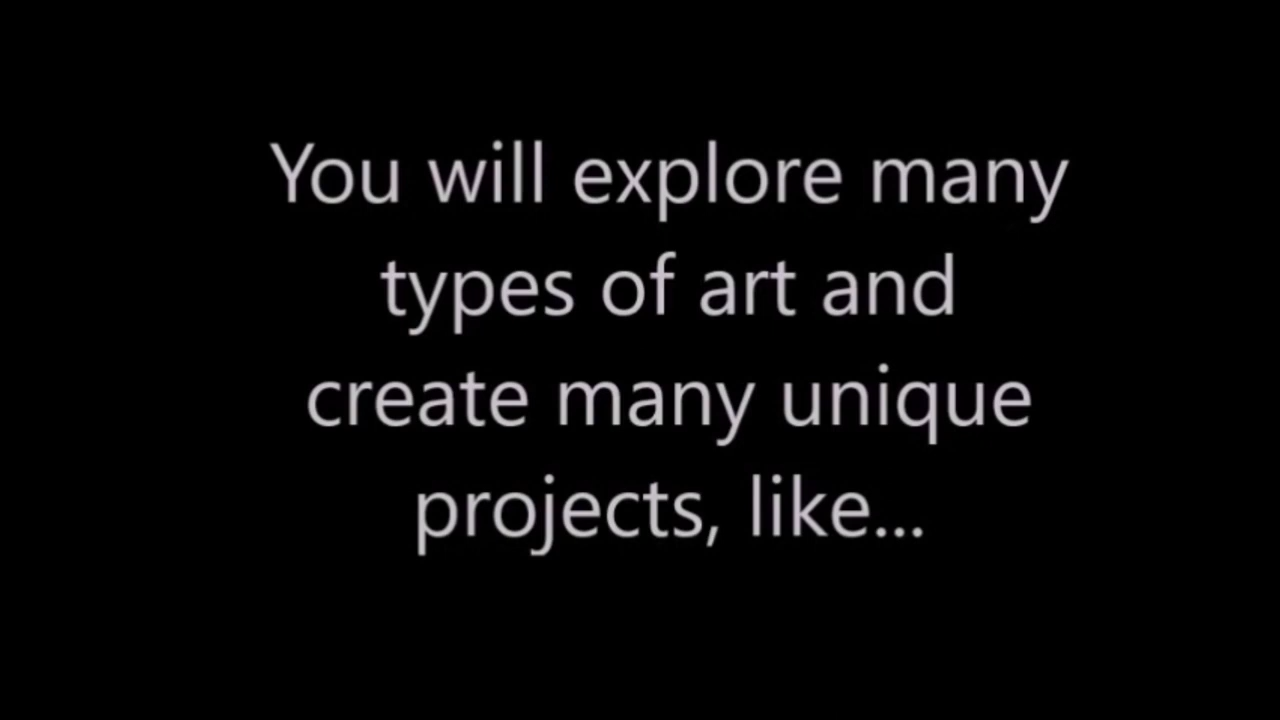 You will explore many
types of art and
create many unique
projects, like...